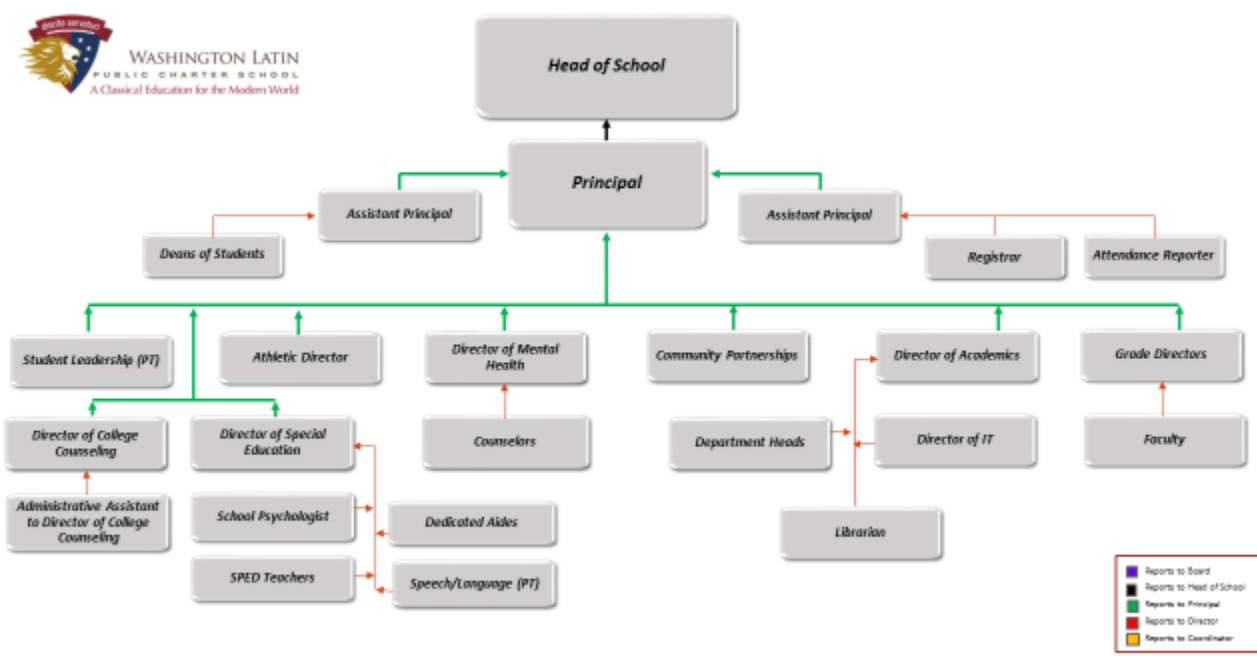 disce servitvr
WASHINGTON LATIN
PUBLIC CHARTER SCHOOL
A Classical Education for the Modern World
Head of School
Principal
Assistant Principal
Assistant Principal
Deans of Students
Registrar
Attendance Reporter
Student Leadership (PT)
Athletic Director
Director of Mental
Health
Community Partnerships
Director of Academics
Grade Directors
Director of College
Counseling
Director of Special
Education
Counselors
Department Heads
Director of IT
Faculty
Administrative Assistant
to Director of College
Counseling
School Psychologist
Dedicated Aides
Librarian
SPED Teachers
Speech/Language (PT)
Reports to Board
Reports to Head of School
Reports to Principal
Reports to Director
Reports to Coordinator